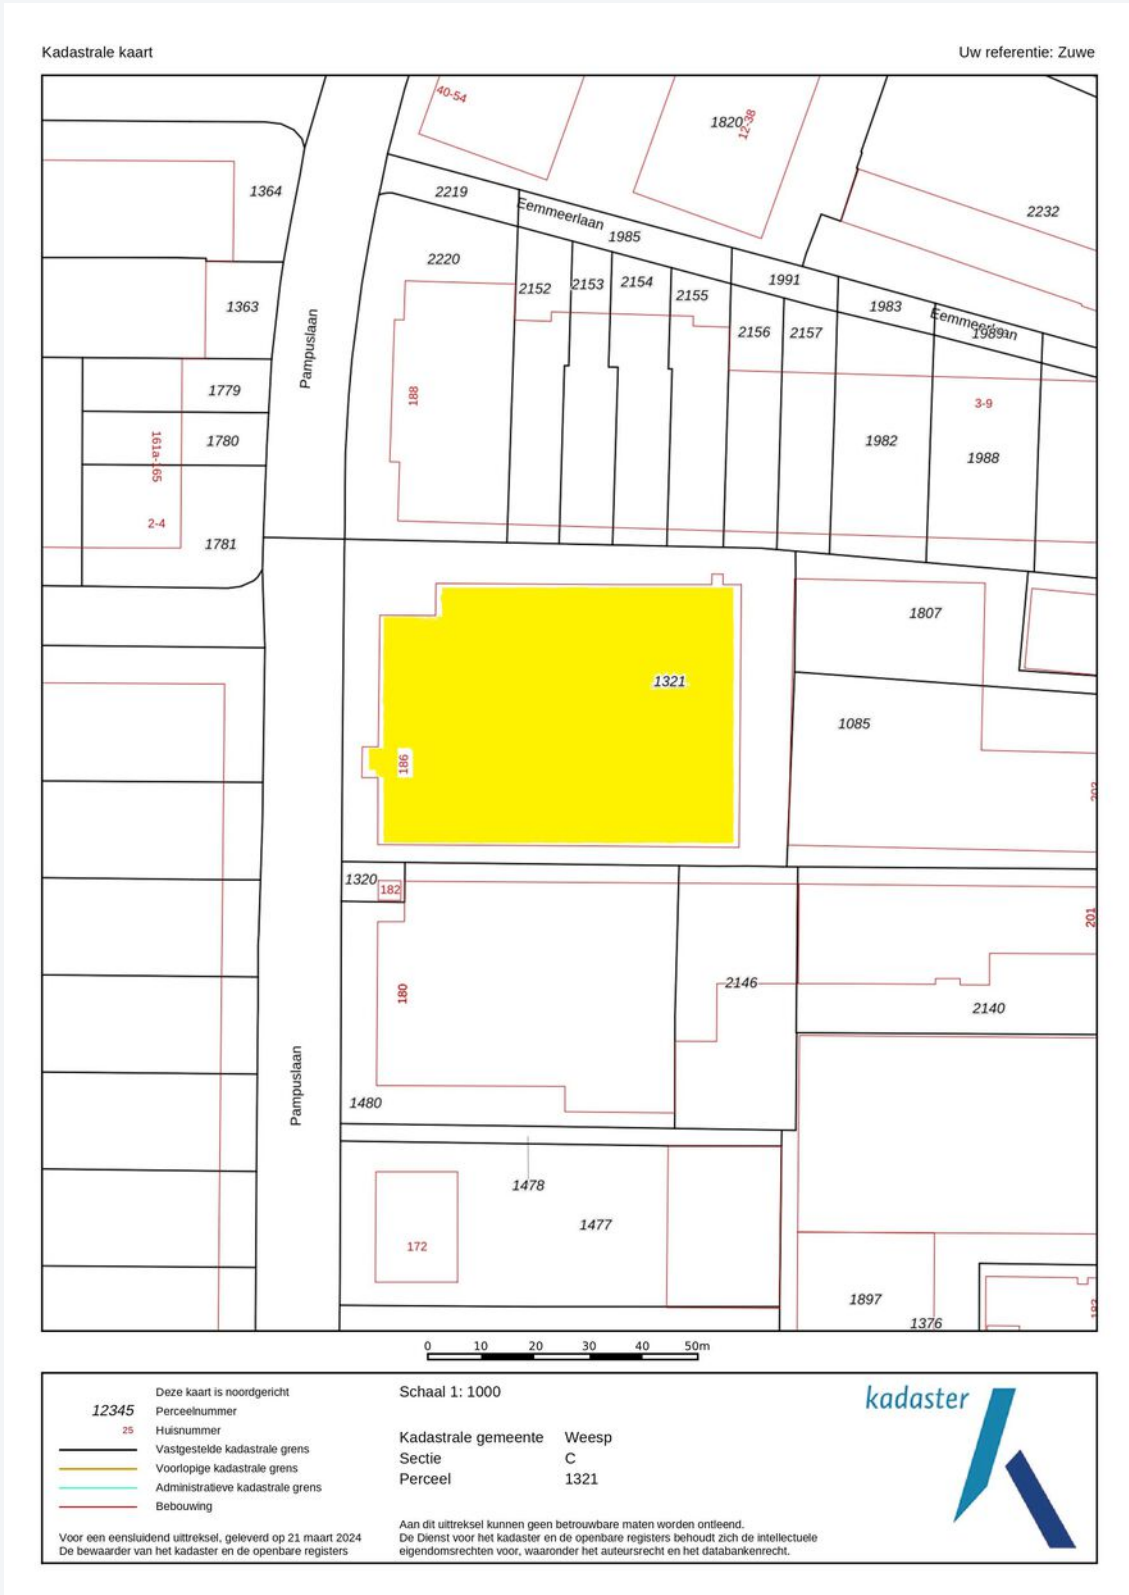 Kadastrale kaart
Uw referentie: Zuwe
40-54
1820
12-38
1364
2219
Eemmeerlaan
1985
2232
2220
2152
2153
2154
2155
1991
1983
Eemmeerlaan
1989
1363
Pampuslaan
2156
2157
188
3-9
1779
1780
161a-165
1982
1988
2-4
1781
1807
1321
1085
186
203
1320
182
201
180
2146
2140
Pampuslaan
1480
1478
1477
172
1897
1376
183
0 10 20 30 40 50m
Deze kaart is noordgericht
12345 Perceelnummer
25 Huisnummer
Vastgestelde kadastrale grens
Voorlopige kadastrale grens
Administratieve kadastrale grens
Bebouwing
Voor een eensluidend uittreksel, geleverd op 21 maart 2024
De bewaarder van het kadaster en de openbare registers
Schaal 1: 1000
Kadastrale gemeente Weesp
Sectie C
Perceel 1321
Aan dit uittreksel kunnen geen betrouwbare maten worden ontleend.
De Dienst voor het kadaster en de openbare registers behoudt zich de intellectuele
eigendomsrechten voor, waaronder het auteursrecht en het databankenrecht.
kadaster